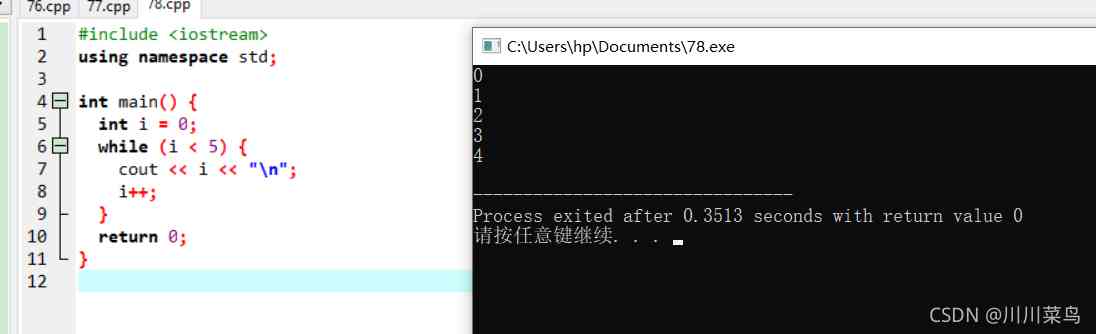 76.cpp 77.cpp 78.cpp
1 #include <iostream>
2 using namespace std;
3
4 int main() {
5 int i = 0;
6 while (i < 5) {
7 cout << i << "\n";
8 i++;
9 }
10 return 0;
11 }
12
C:\Users\hp\Documents\78.exe
0
1
2
3
4
--------------------------------
Process exited after 0.3513 seconds with return value 0
请按任意键继续. . .
CSDN @川川菜鸟